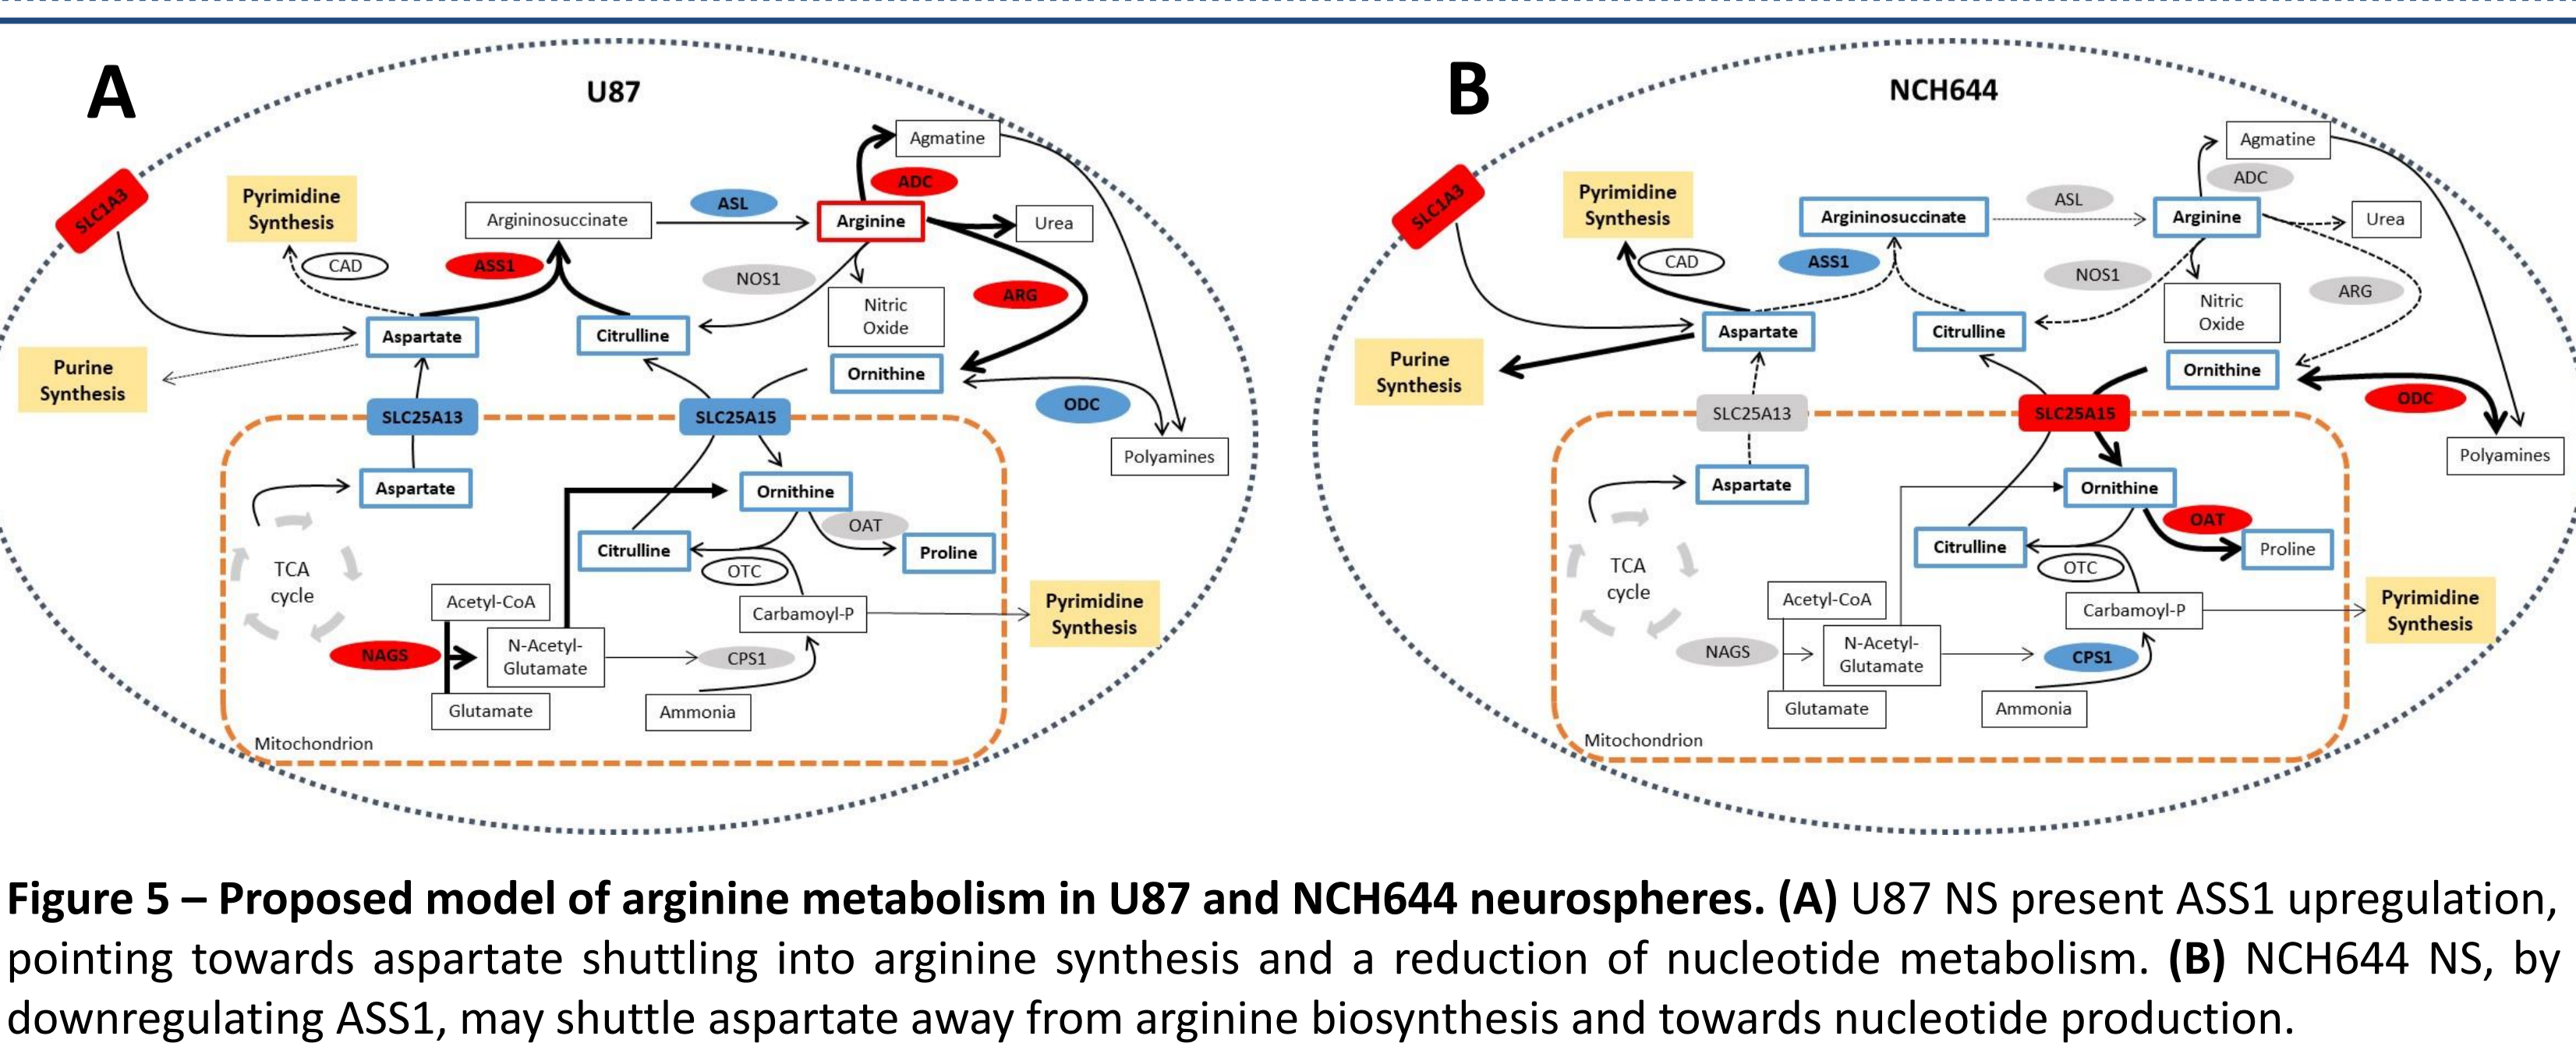 A
U87
Agmatine
SLC1A3
Pyrimidine
Synthesis
ADC
ASL
Argininosuccinate
Arginine
Urea
CAD
ASS1
NOS1
ARG
Nitric
Oxide
Aspartate
Citrulline
Purine
Synthesis
Ornithine
ODC
SLC25A13
SLC25A15
Polyamines
Aspartate
Ornithine
OAT
Citrulline
Proline
OTC
TCA
cycle
Acetyl-CoA
Carbamoyl-P
Pyrimidine
Synthesis
NAGS
N-Acetyl-
Glutamate
CPS1
Glutamate
Ammonia
Mitochondrion
B
NCH644
Agmatine
SLC1A3
Pyrimidine
Synthesis
ADC
ASL
Argininosuccinate
Arginine
Urea
CAD
ASS1
NOS1
ARG
Nitric
Oxide
Aspartate
Citrulline
Purine
Synthesis
Ornithine
ODC
SLC25A13
SLC25A15
Polyamines
Aspartate
Ornithine
OAT
Citrulline
Proline
OTC
TCA
cycle
Acetyl-CoA
Carbamoyl-P
Pyrimidine
Synthesis
NAGS
N-Acetyl-
Glutamate
CPS1
Glutamate
Ammonia
Mitochondrion
Figure 5 – Proposed model of arginine metabolism in U87 and NCH644 neurospheres. (A) U87 NS present ASS1 upregulation,
pointing towards aspartate shuttling into arginine synthesis and a reduction of nucleotide metabolism. (B) NCH644 NS, by
downregulating ASS1, may shuttle aspartate away from arginine biosynthesis and towards nucleotide production.